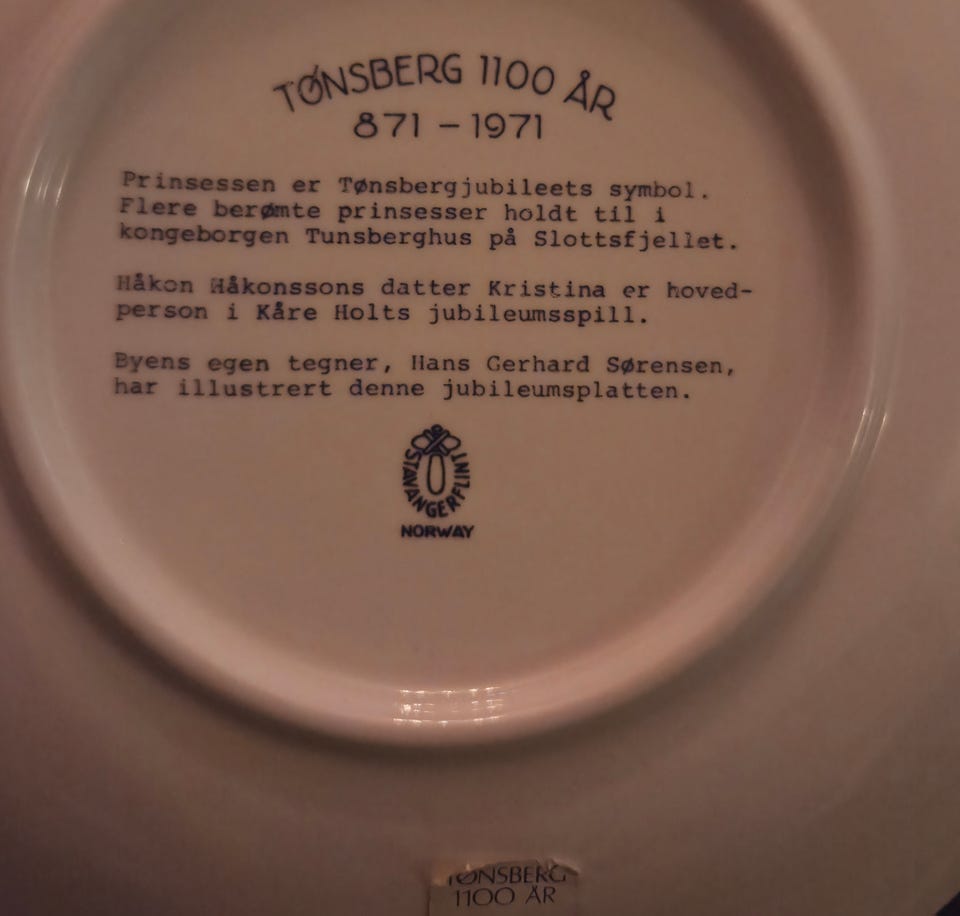 TØNSBERG 1100 ÅR
871 – 1971
Prinsessen er Tønsbergjubileets symbol.
Flere berømte prinsesser holdt til i
kongeborgen Tunsberghus på Slottsfjellet.
Håkon Håkonssons datter Kristina er hoved-
person i Kåre Holts jubileumsspill.
Byens egen tegner, Hans Gerhard Sørensen,
har illustrert denne jubileumsplatten.
STAVANGERFLINT
NORWAY
TØNSBERG
1100 ÅR